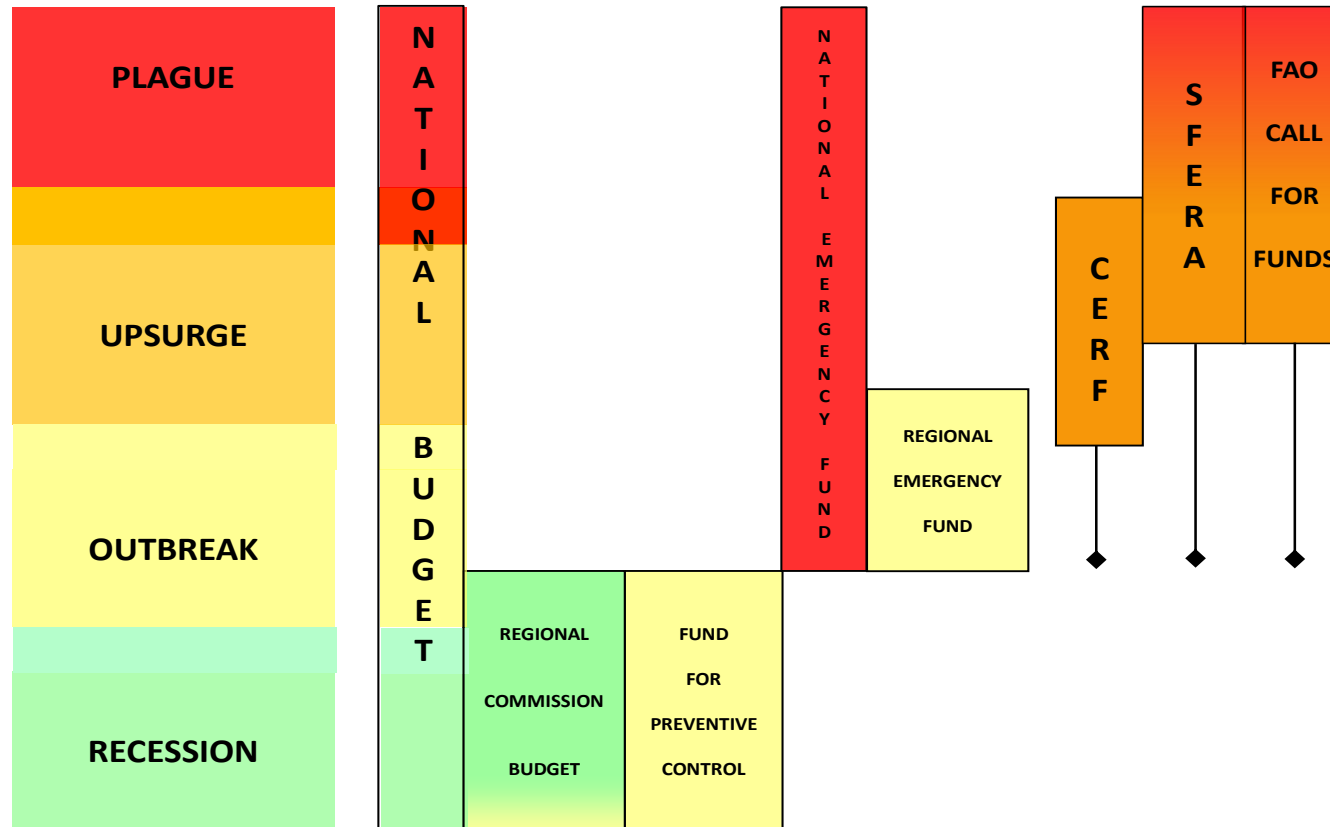 PLAGUE
UPSURGE
OUTBREAK
RECESSION
NATIONAL BUDGET
REGIONAL
COMMISSION
BUDGET
FUND
FOR
PREVENTIVE
CONTROL
NATIONAL EMERGENCY FUND
REGIONAL
EMERGENCY
FUND
CERF
SFERA
FAO
CALL
FOR
FUNDS